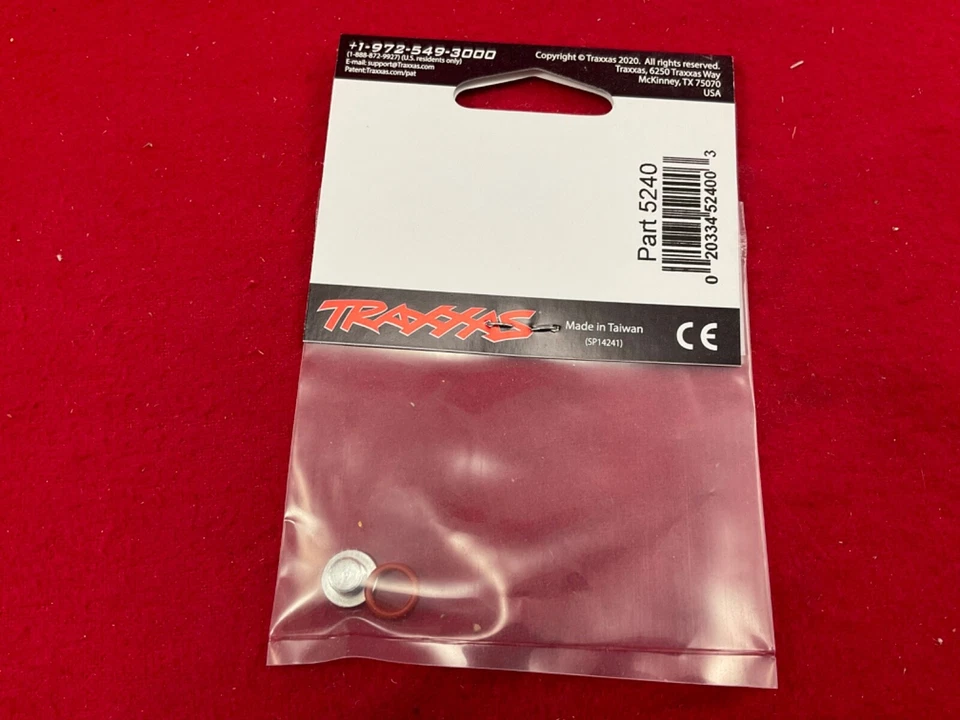 +1-972-549-3000
(1-888-872-9927) (U.S. residents only)
E-mail: support@Traxxas.com
Patent:Traxxas.com/pat
Copyright © Traxxas 2020. All rights reserved.
Traxxas, 6250 Traxxas Way
McKinney, TX 75070
USA
Part 5240
0 20334 52400 3
TRAXXAS
Made in Taiwan
(SP14241)
CE